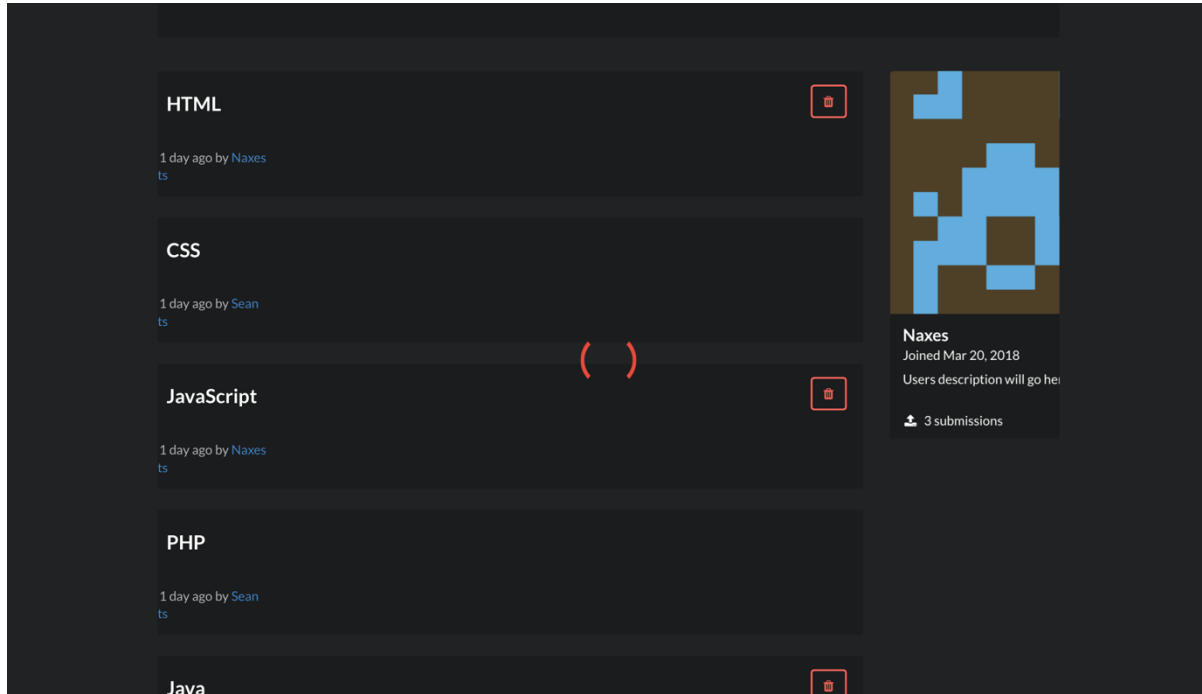 HTML
1 day ago by Naxes
ts
CSS
1 day ago by Sean
ts
JavaScript
1 day ago by Naxes
ts
PHP
1 day ago by Sean
ts
Java
Naxes
Joined Mar 20, 2018
Users description will go her
3 submissions